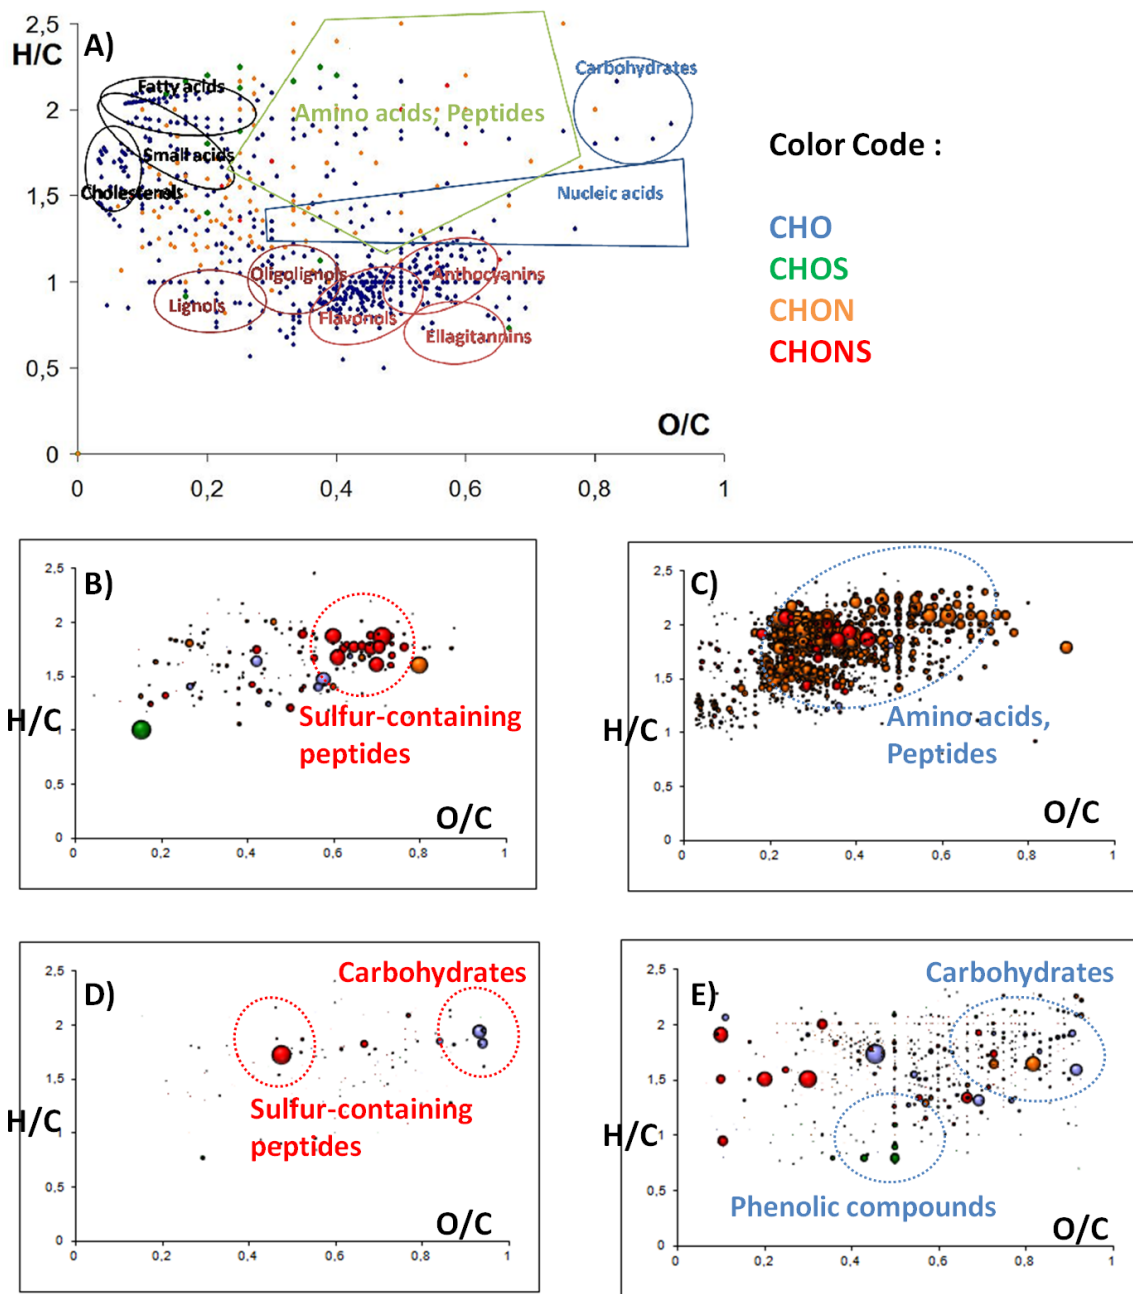 A)
H/C
2,5
2
1,5
1
0,5
0
0
0,2
0,4
0,6
0,8
1
O/C
Fatty acids
Small acids
Cholesterols
Amino acids, Peptides
Carbohydrates
Nucleic acids
Oligolignols
Anthocyanins
Lignols
Flavonols
Ellagitannins
Color Code :
CHO
CHOS
CHON
CHONS
B)
H/C
2,5
2
1,5
1
0,5
0
0
0,2
0,4
0,6
0,8
1
O/C
Sulfur-containing
peptides
C)
H/C
2,5
2
1,5
1
0,5
0
0
0,2
0,4
0,6
0,8
1
O/C
Amino acids,
Peptides
D)
H/C
2,5
2
1,5
1
0,5
0
0
0,2
0,4
0,6
0,8
1
O/C
Carbohydrates
Sulfur-containing
peptides
E)
H/C
2,5
2
1,5
1
0,5
0
0
0,2
0,4
0,6
0,8
1
O/C
Carbohydrates
Phenolic compounds